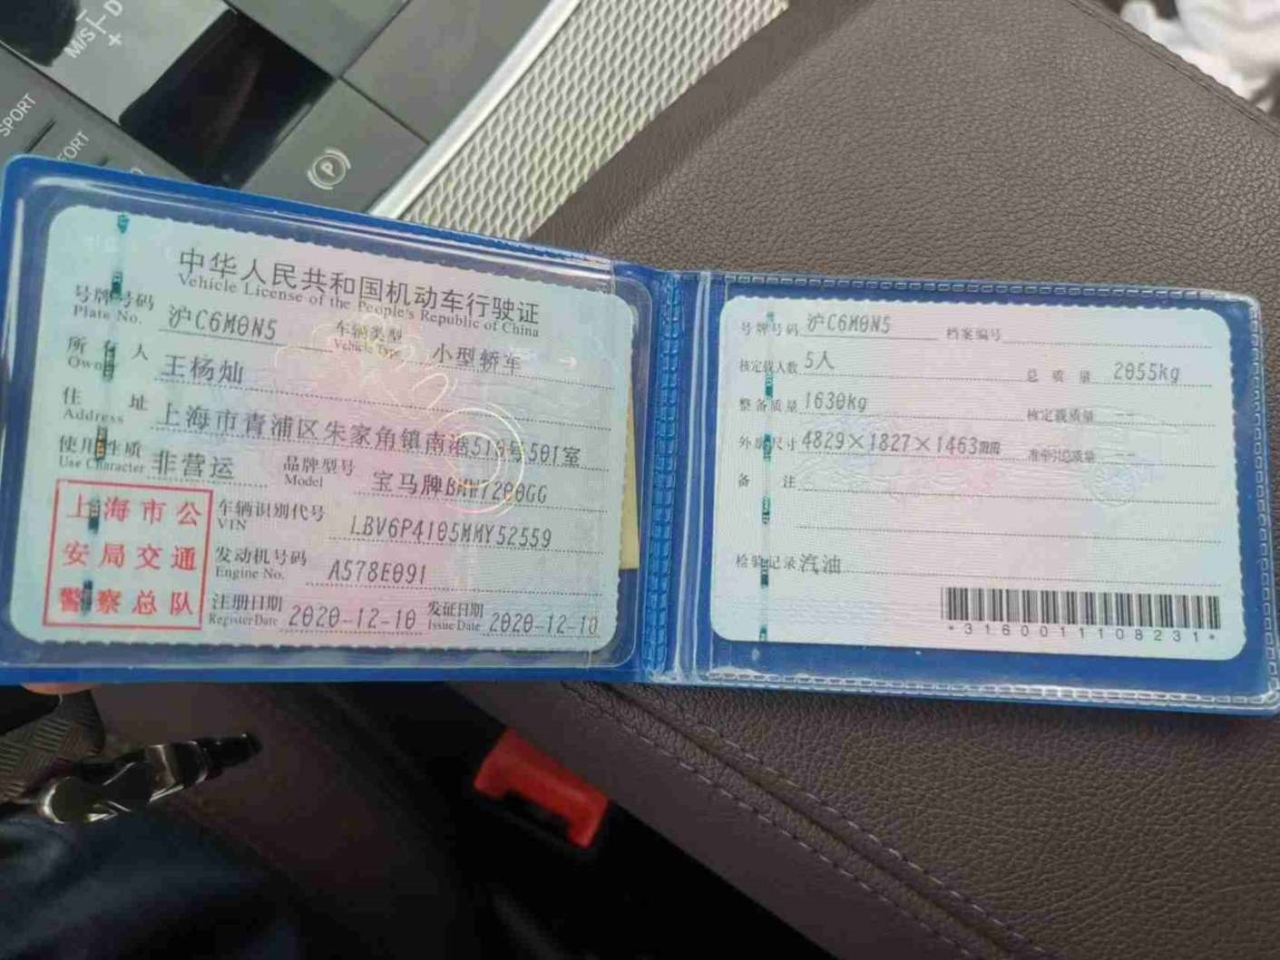 M/S
D
+
SPORT
FORT
P
中华人民共和国机动车行驶证
Vehicle License of the People's Republic of China
号牌号码 沪C6M0N5 车辆类型 小型轿车
Plate No. Vehicle Type
所有人 王杨灿
Owner
住址 上海市青浦区朱家角镇南港510号501室
Address
使用性质 非营运 品牌型号 宝马牌
Use Character Model
上海市公
安局交通
警察总队
车辆识别代号 LBV6P4105MMY52559
VIN
发动机号码 A578E091
Engine No.
注册日期 2020-12-10 发证日期 2020-12-10
Register Date Issue Date
号牌号码 沪C6M0N5 档案编号
核定载人数 5人 总质量 2055kg
整备质量 1630kg 核定载质量 --
外廓尺寸 4829×1827×1463mm 准牵引总质量 --
备注
检验记录 汽油
*3160011108231*